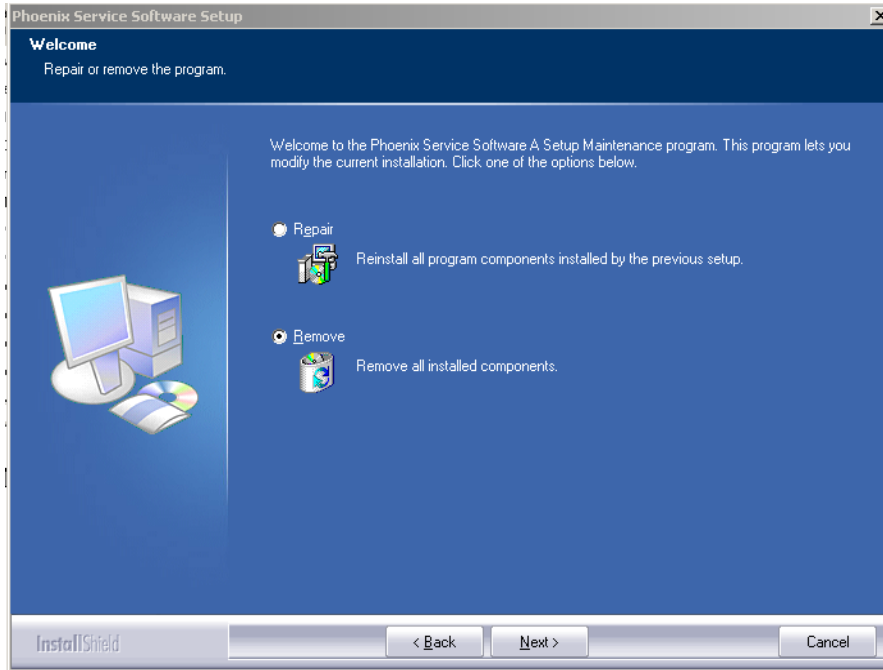 Phoenix Service Software Setup
Welcome
Repair or remove the program.
Welcome to the Phoenix Service Software A Setup Maintenance program. This program lets you
modify the current installation. Click one of the options below.
Repair
Reinstall all program components installed by the previous setup.
Remove
Remove all installed components.
InstallShield
< Back
Next >
Cancel